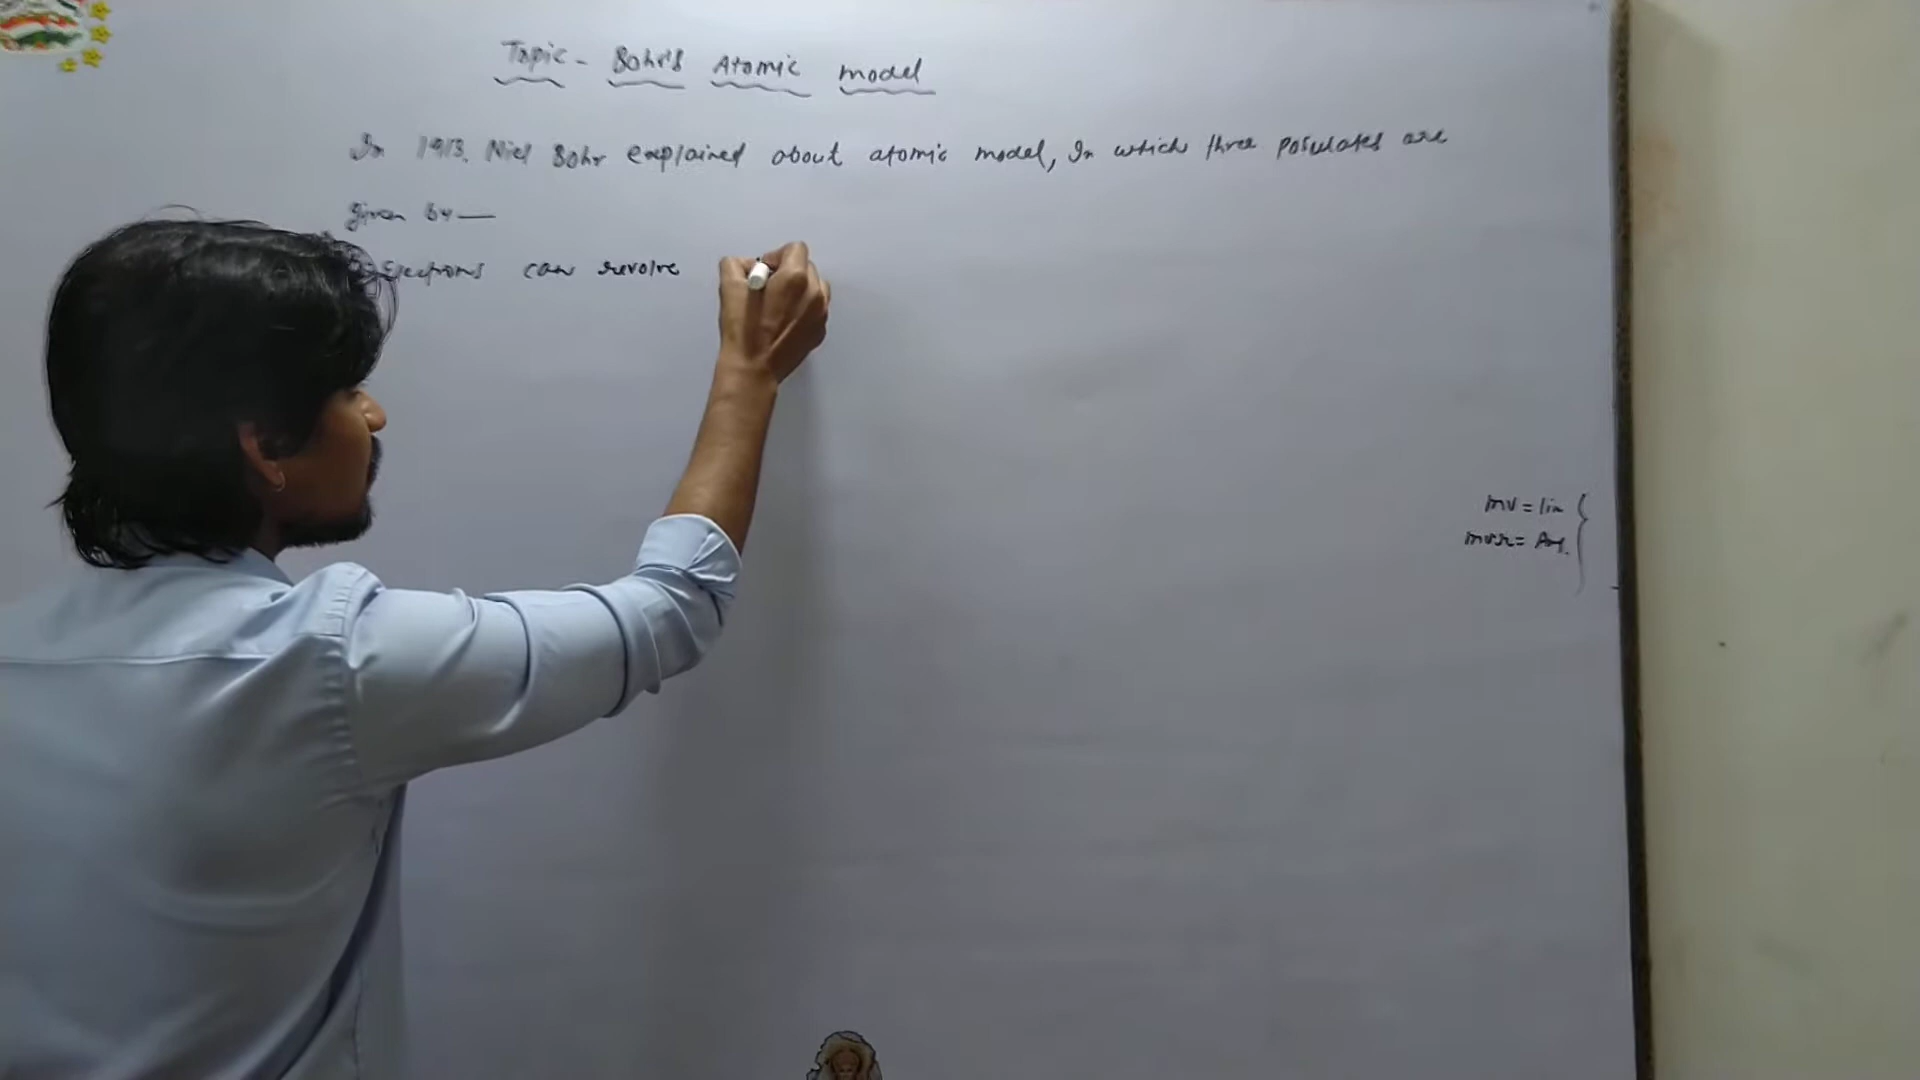 Topic - Bohr's Atomic model
In 1913, Niel Bohr explained about atomic model, In which three posulates are
given by —
Electrons can revolve
mv = lin
mvr = Ang.